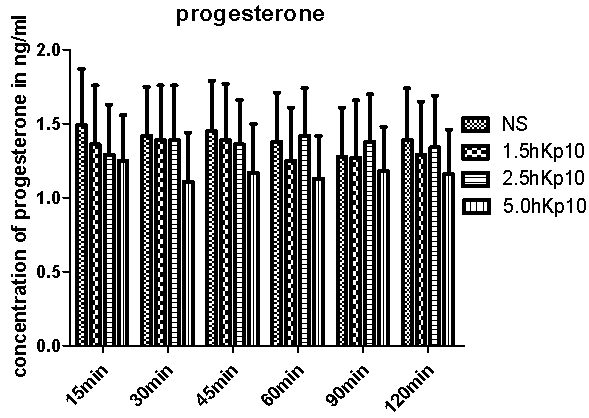 progesterone
concentration of progesterone in ng/ml
2.0
1.5
1.0
0.5
0.0
15min
30min
45min
60min
90min
120min
NS
1.5hKp10
2.5hKp10
5.0hKp10